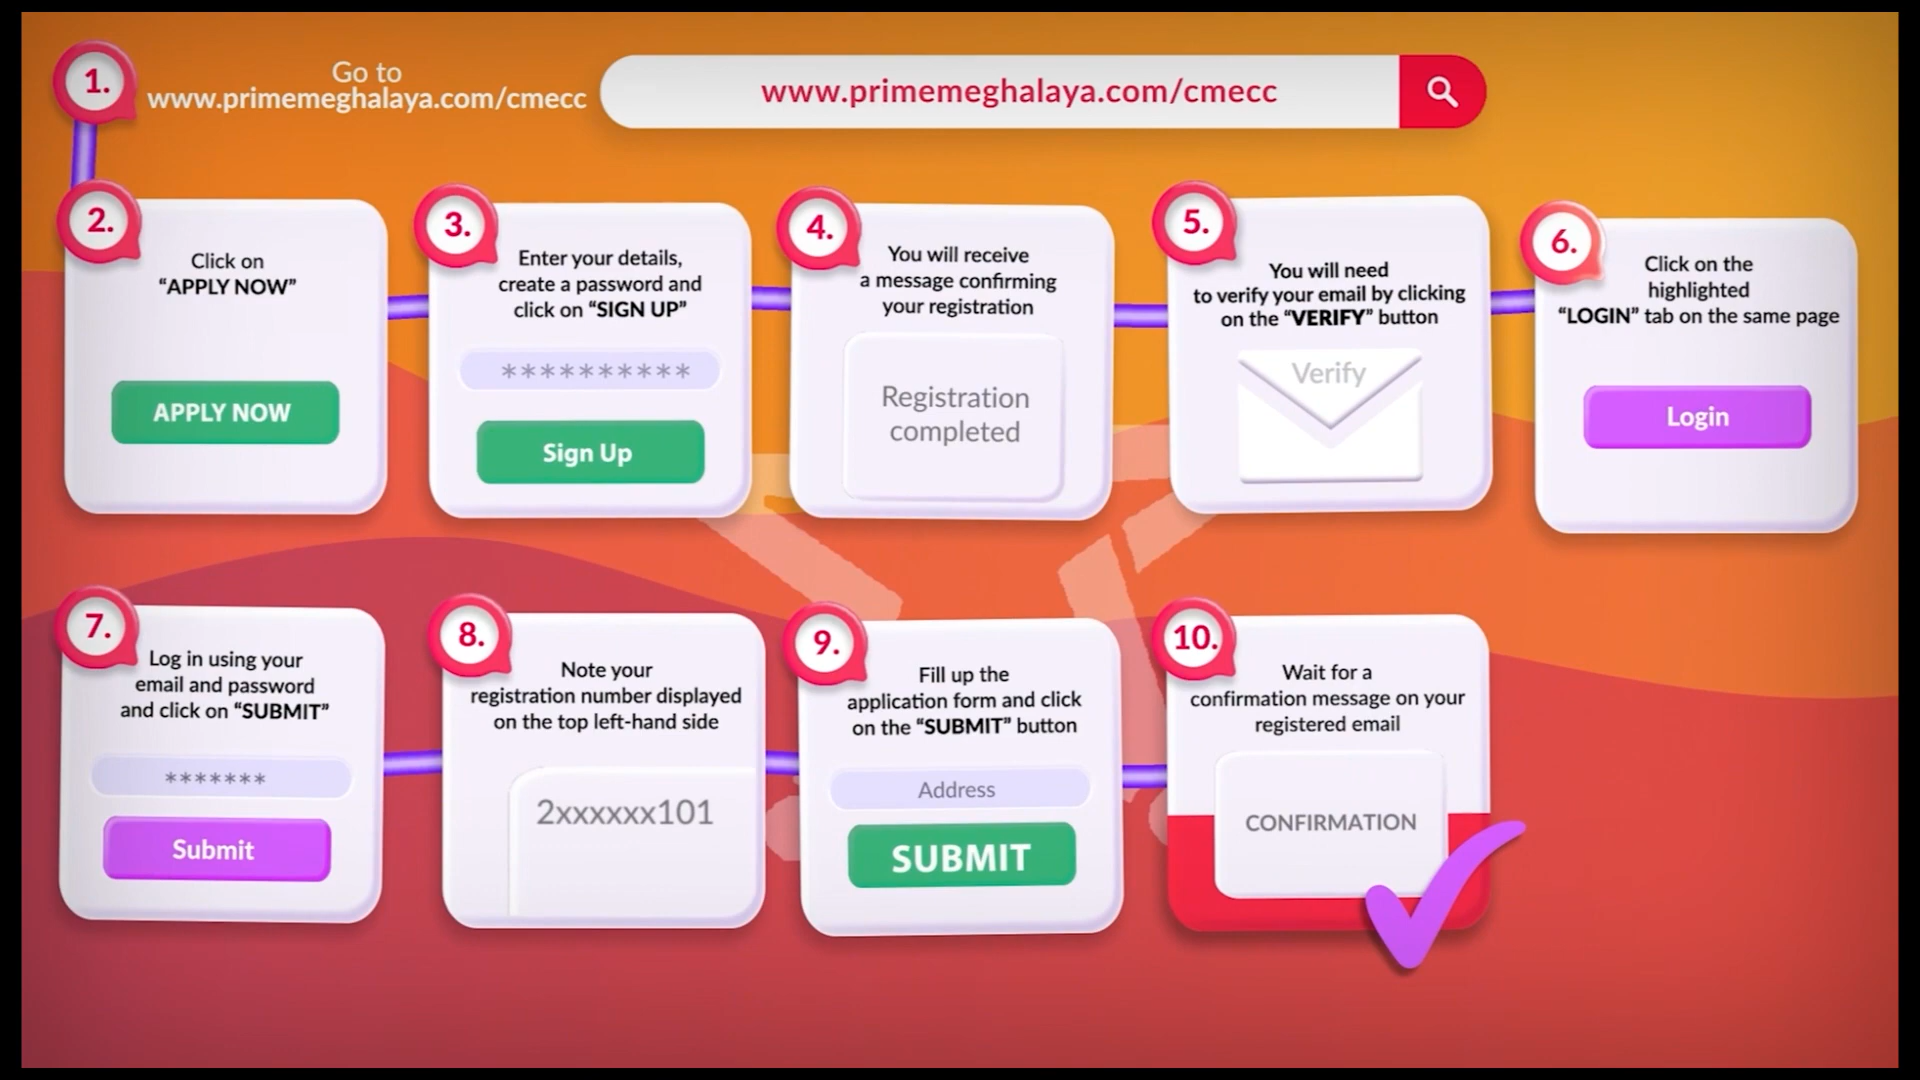 1.
Go to
www.primemeghalaya.com/cmecc
www.primemeghalaya.com/cmecc
2.
Click on
“APPLY NOW”
APPLY NOW
3.
Enter your details,
create a password and
click on “SIGN UP”
**********
Sign Up
4.
You will receive
a message confirming
your registration
Registration
completed
5.
You will need
to verify your email by clicking
on the “VERIFY” button
Verify
6.
Click on the
highlighted
“LOGIN” tab on the same page
Login
7.
Log in using your
email and password
and click on “SUBMIT”
*******
Submit
8.
Note your
registration number displayed
on the top left-hand side
2xxxxxx101
9.
Fill up the
application form and click
on the “SUBMIT” button
Address
SUBMIT
10.
Wait for a
confirmation message on your
registered email
CONFIRMATION